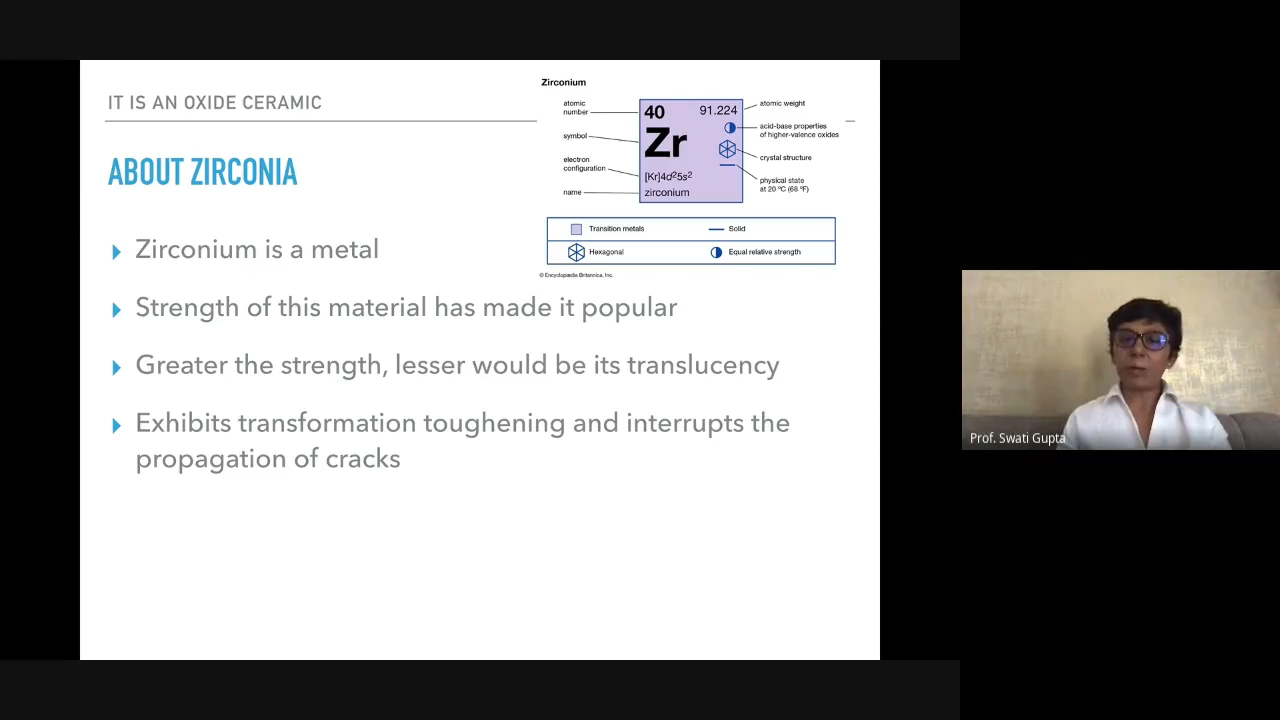 IT IS AN OXIDE CERAMIC
ABOUT ZIRCONIA
Zirconium is a metal
Strength of this material has made it popular
Greater the strength, lesser would be its translucency
Exhibits transformation toughening and interrupts the
propagation of cracks
Zirconium
atomic
number
symbol
electron
configuration
name
40
91.224
Zr
[Kr]4d²5s²
zirconium
atomic weight
acid-base properties
of higher-valence oxides
crystal structure
physical state
at 20 °C (68 °F)
Transition metals
Solid
Hexagonal
Equal relative strength
© Encyclopædia Britannica, Inc.
Prof. Swati Gupta